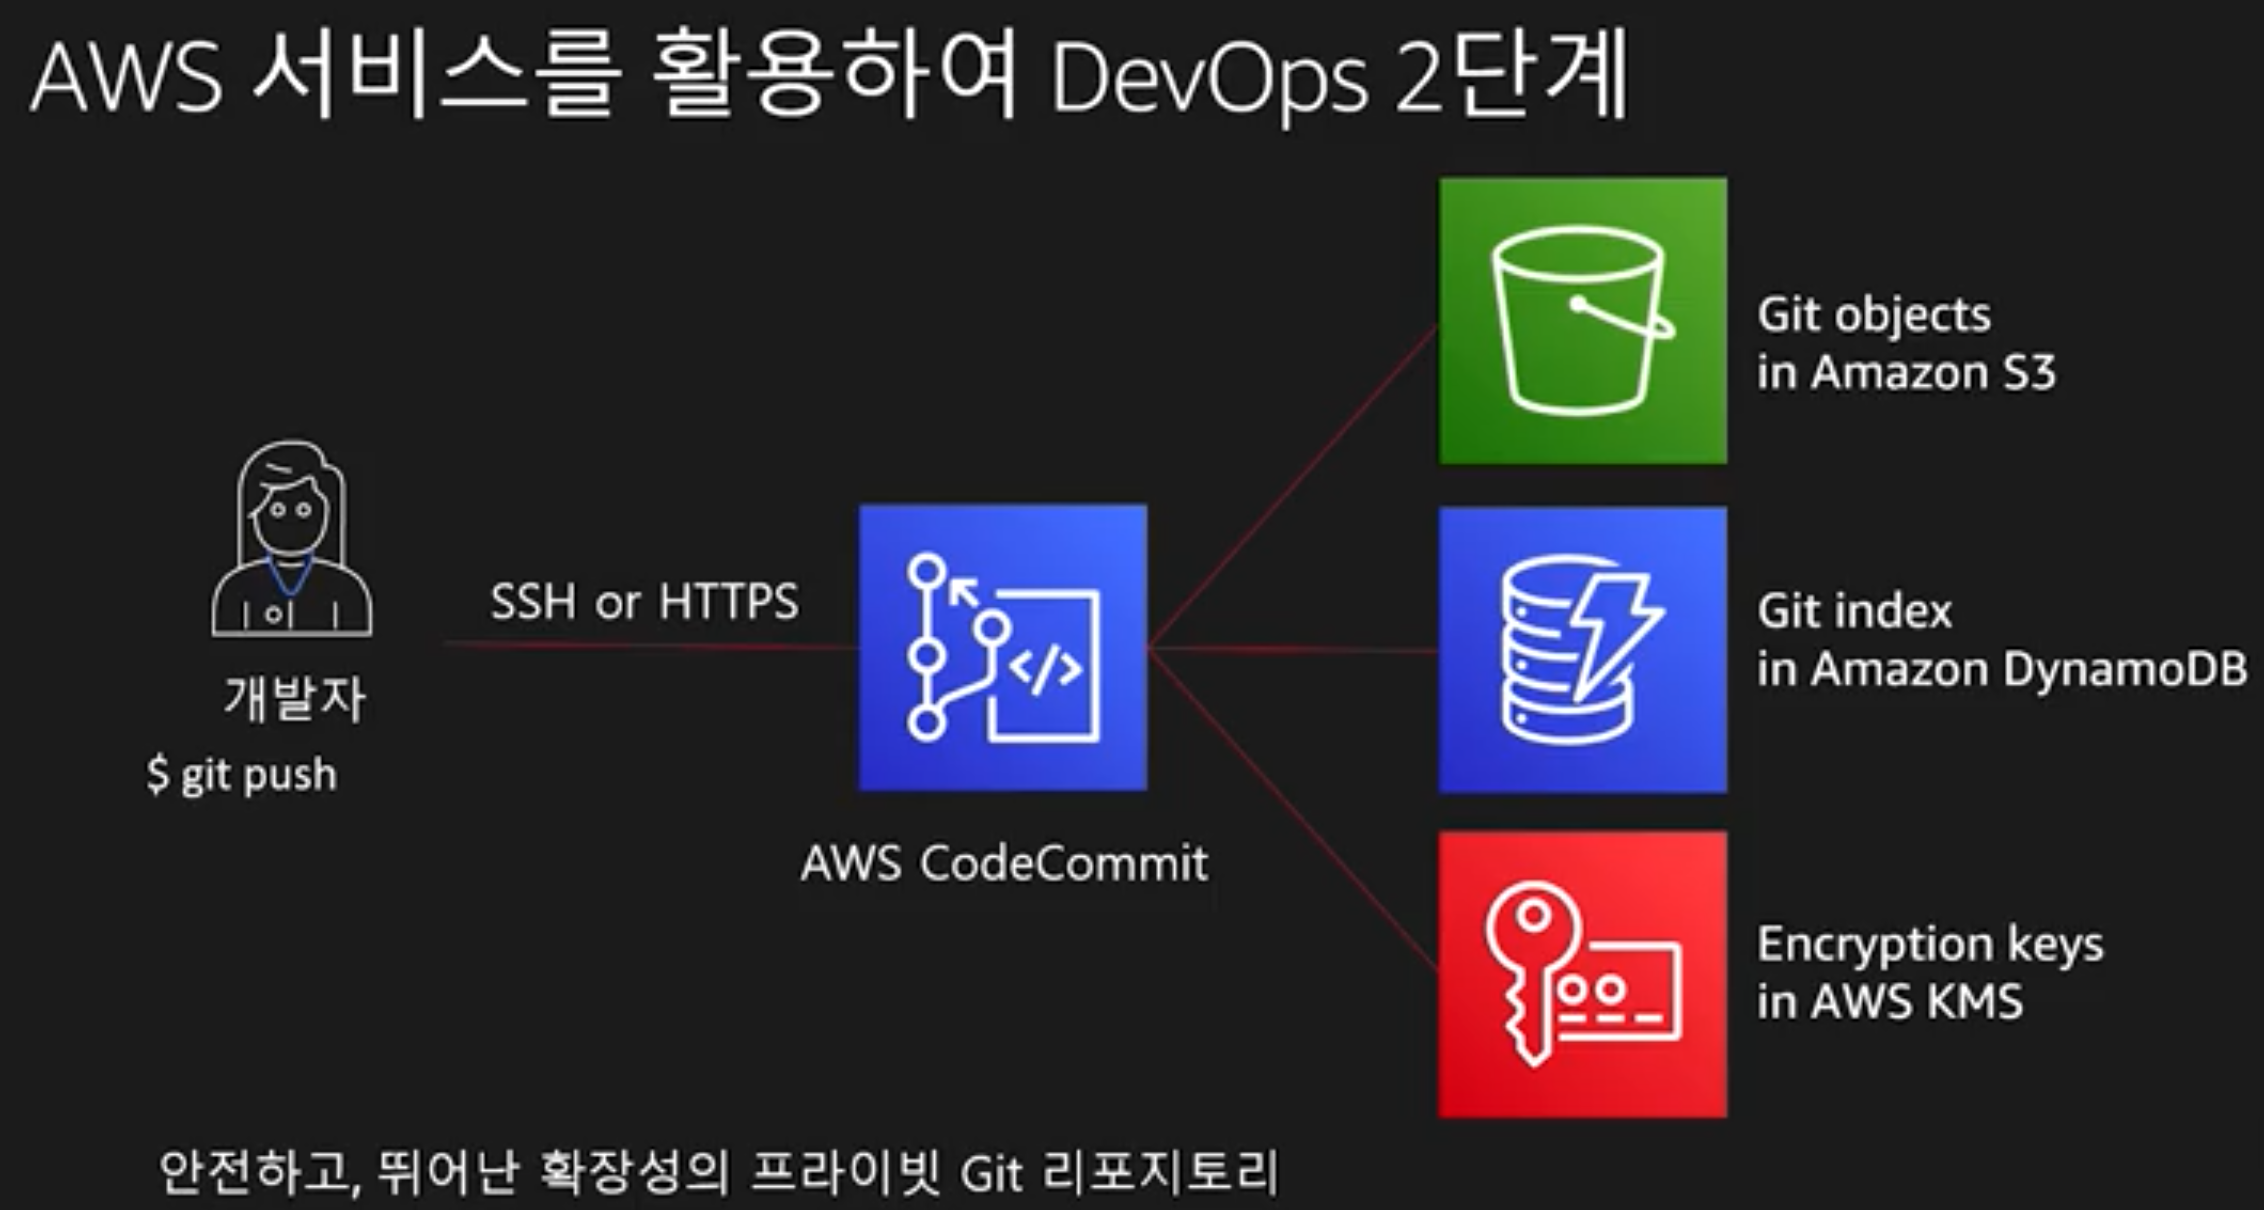 AWS 서비스를 활용하여 DevOps 2단계
Git objects
in Amazon S3
SSH or HTTPS
</>
개발자
$ git push
AWS CodeCommit
Git index
in Amazon DynamoDB
Encryption keys
in AWS KMS
안전하고, 뛰어난 확장성의 프라이빗 Git 리포지토리